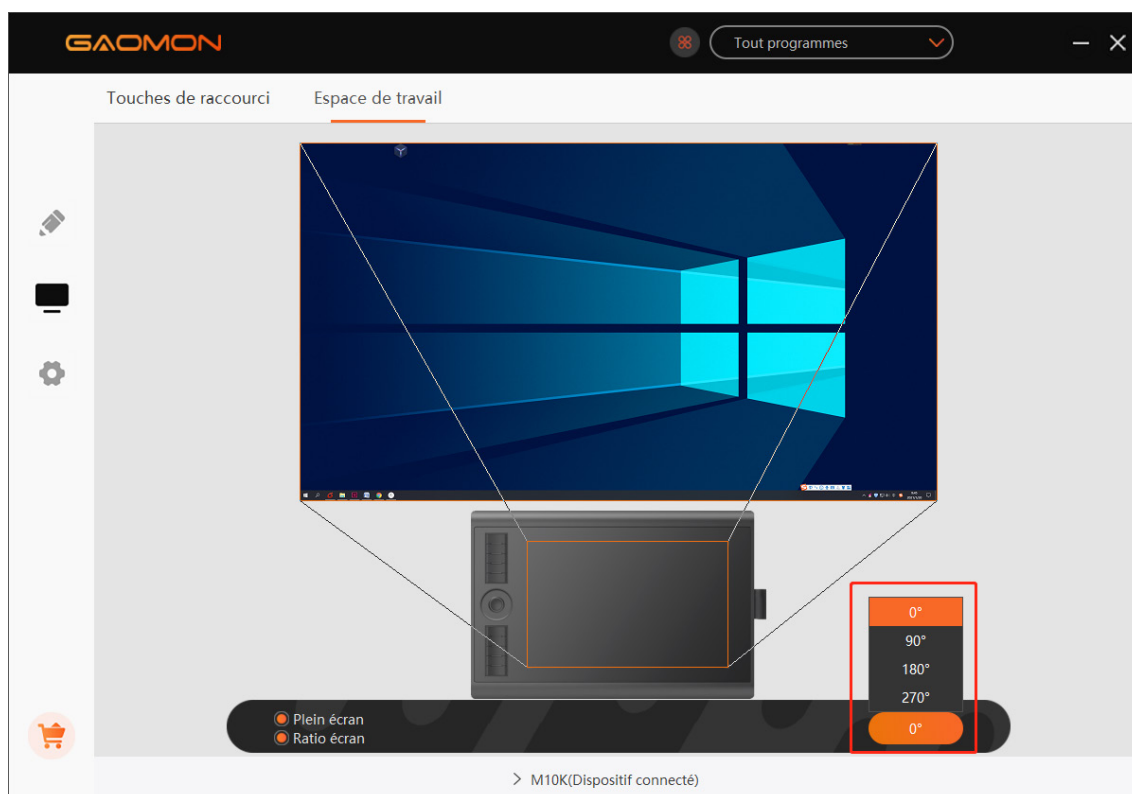 GAOMON
Tout programmes
Touches de raccourci
Espace de travail
0°
90°
180°
270°
0°
Plein écran
Ratio écran
M10K(Dispositif connecté)